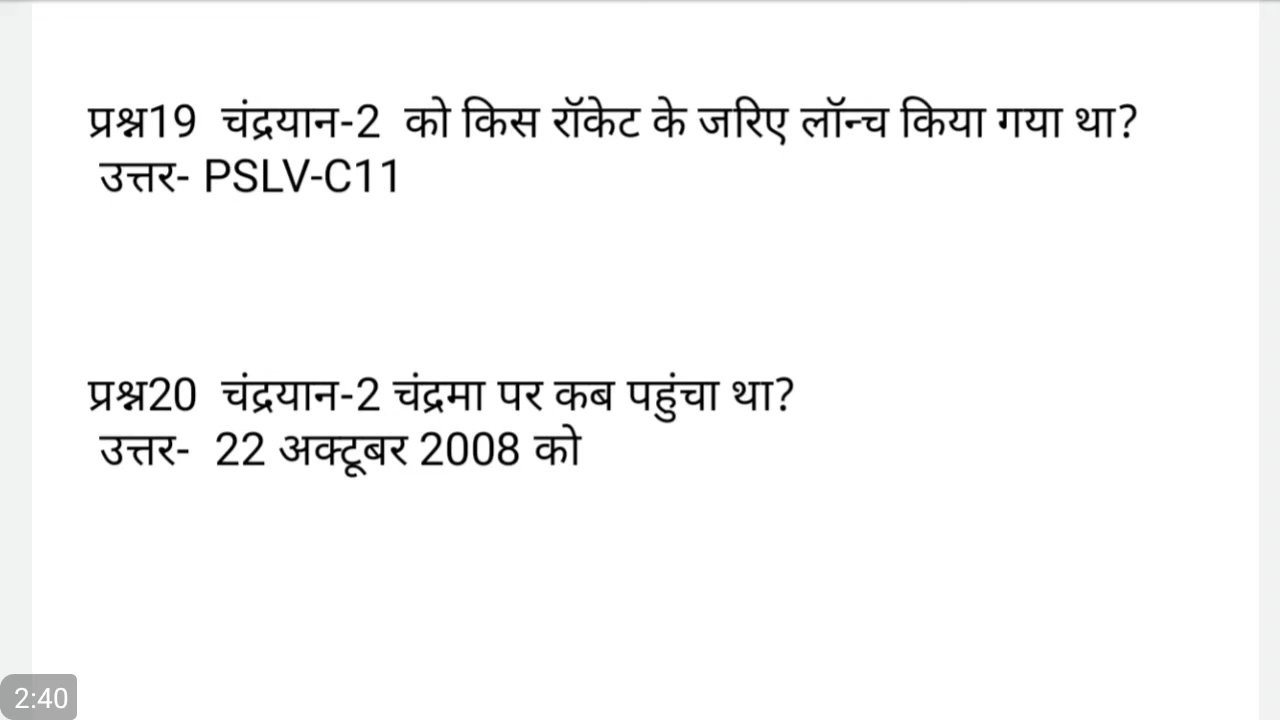 प्रश्न19 चंद्रयान-2 को किस रॉकेट के जरिए लॉन्च किया गया था?
उत्तर- PSLV-C11
प्रश्न20 चंद्रयान-2 चंद्रमा पर कब पहुंचा था?
उत्तर- 22 अक्टूबर 2008 को
2:40